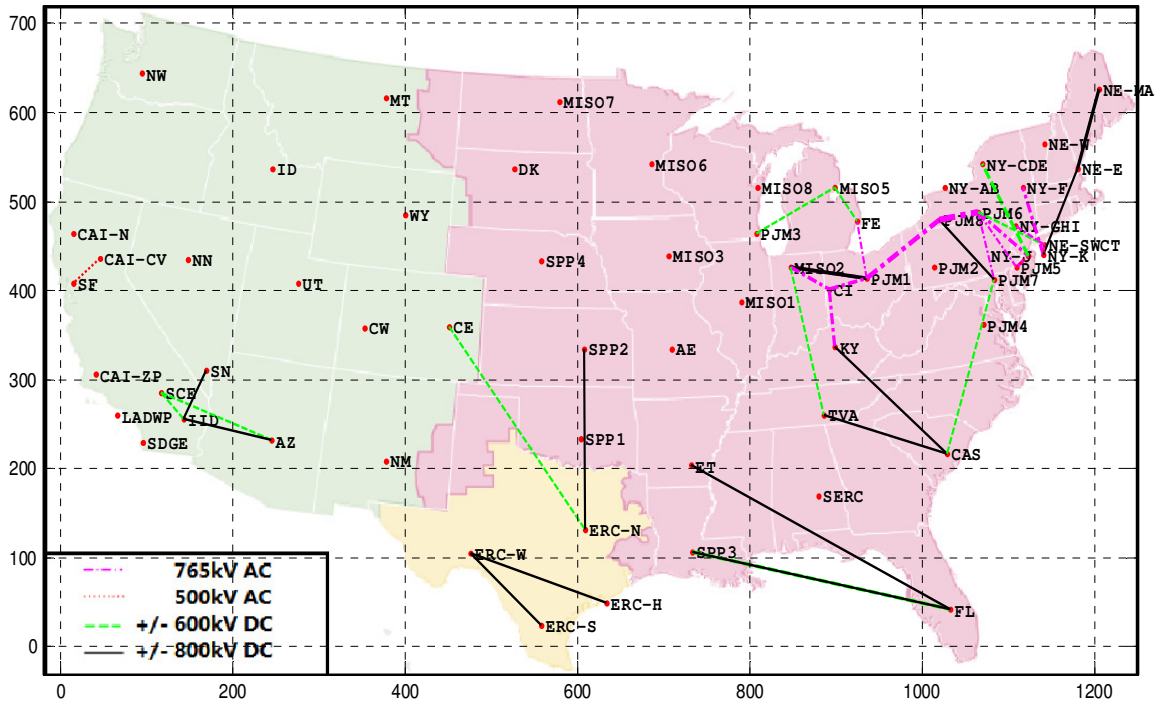 700
600
500
400
300
200
100
0
0
200
400
600
800
1000
1200
NW
MT
MISO7
NE-MA
ID
DK
MISO6
NY-CDE
NE-W
NE-E
WY
MISO8
MISO5
NY-AB
NY-F
CAI-N
FE
PJM8
PJM6
NY-GHI
CAI-CV
NN
SPP4
MISO3
PJM3
NE-SWCT
NY-J
NY-K
SF
UT
MISO2
PJM1
PJM2
PJM5
PJM7
MISO1
CI
CW
CE
PJM4
SPP2
AE
KY
CAI-ZP
SN
SCE
LADWP
IID
TVA
SDGE
AZ
SPP1
NM
ET
CAS
SERC
ERC-N
ERC-W
SPP3
ERC-H
FL
ERC-S
765kV AC
500kV AC
+/- 600kV DC
+/- 800kV DC